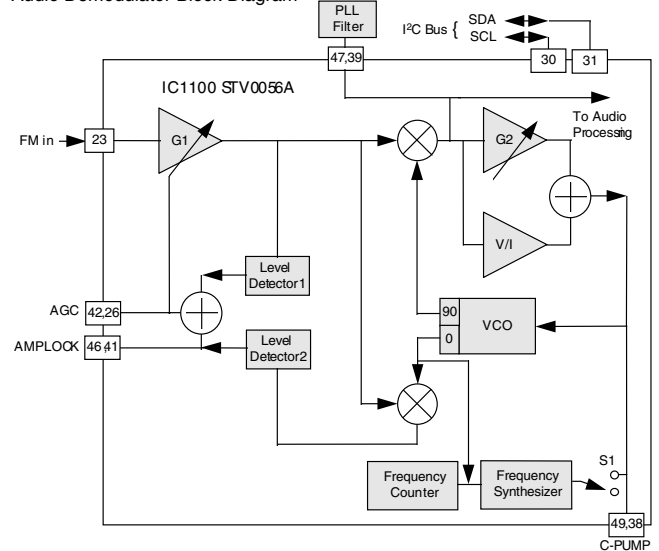 Audio Demodulator Block Diagram
PLL
Filter
I²C Bus {
SDA
SCL
47,39
30
31
IC1100 STV0056A
FM in
23
G1
G2
To Audio
Processing
V/I
Level
Detector1
AGC
42,26
AMPLOCK
46,41
Level
Detector2
90
0
VCO
Frequency
Counter
Frequency
Synthesizer
S1
49,38
C-PUMP